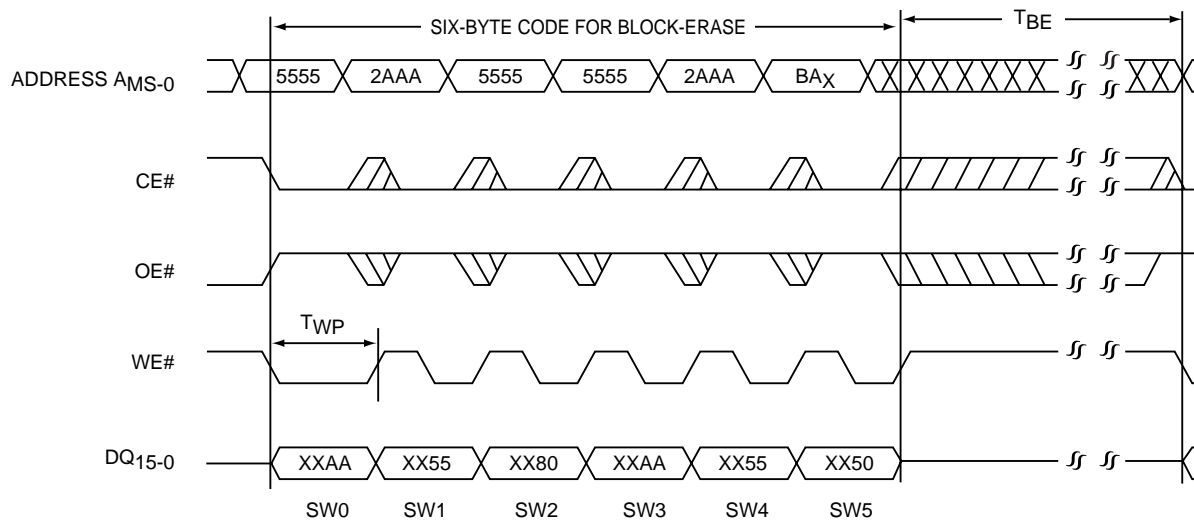 SIX-BYTE CODE FOR BLOCK-ERASE
TBE
ADDRESS AMS-0
5555 2AAA 5555 5555 2AAA BAX
CE#
OE#
TWP
WE#
DQ15-0
XXAA XX55 XX80 XXAA XX55 XX50
SW0 SW1 SW2 SW3 SW4 SW5